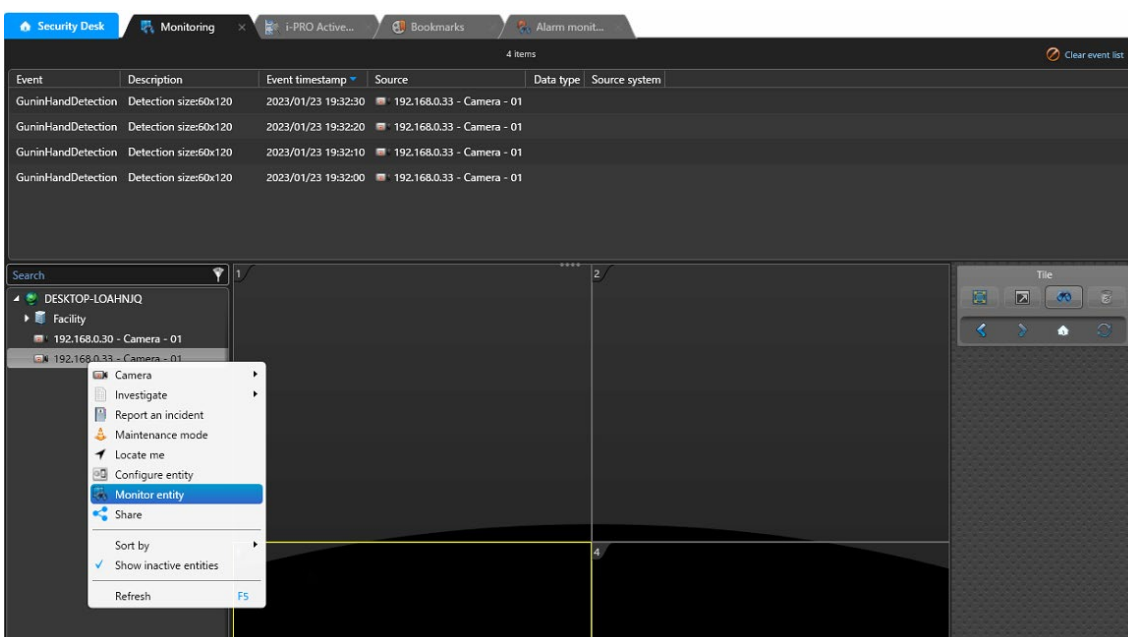 Security Desk Monitoring i-PRO Active... Bookmarks Alarm monit...
4 items Clear event list
Event Description Event timestamp Source Data type Source system
GuninHandDetection Detection size:60x120 2023/01/23 19:32:30 192.168.0.33 - Camera - 01
GuninHandDetection Detection size:60x120 2023/01/23 19:32:20 192.168.0.33 - Camera - 01
GuninHandDetection Detection size:60x120 2023/01/23 19:32:10 192.168.0.33 - Camera - 01
GuninHandDetection Detection size:60x120 2023/01/23 19:32:00 192.168.0.33 - Camera - 01
Search 1 2 Tile
DESKTOP-LOAHNJQ
Facility
192.168.0.30 - Camera - 01
192.168.0.33 - Camera - 01
Camera
Investigate
Report an incident
Maintenance mode
Locate me
Configure entity
Monitor entity
Share
Sort by 4
Show inactive entities
Refresh F5